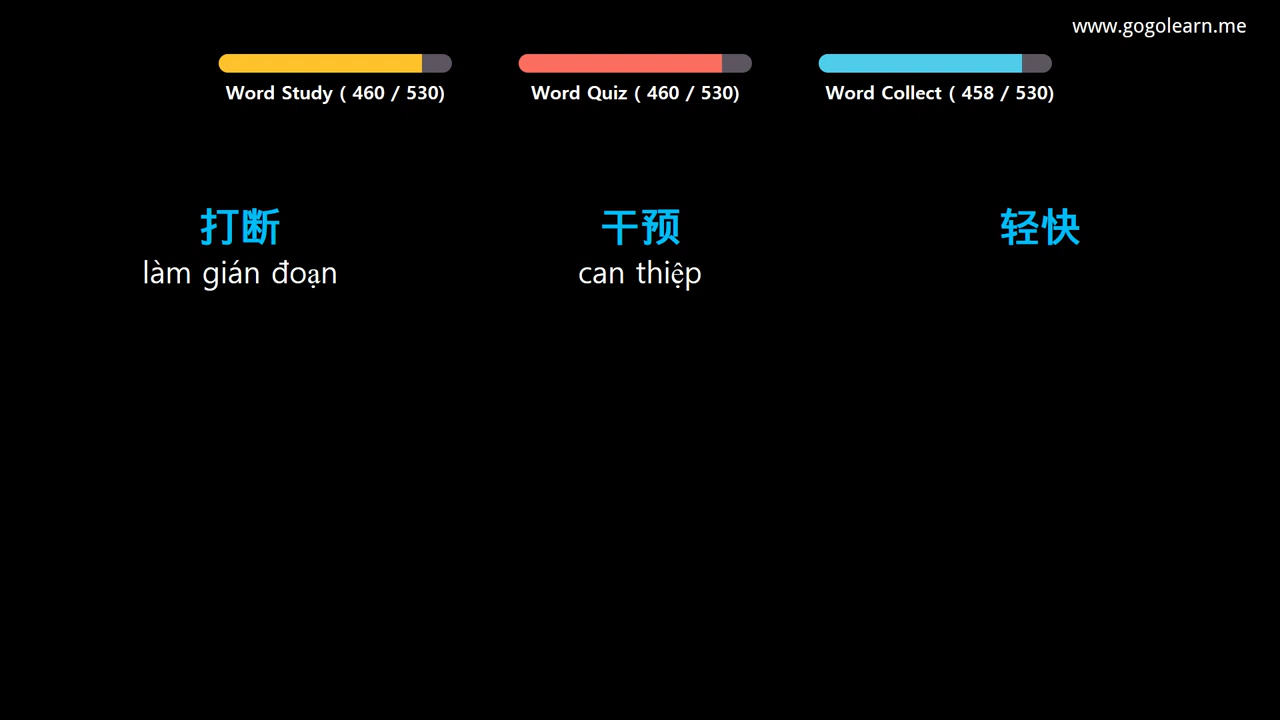 www.gogolearn.me
Word Study ( 460 / 530)
Word Quiz ( 460 / 530)
Word Collect ( 458 / 530)
打断
làm gián đoạn
干预
can thiệp
轻快